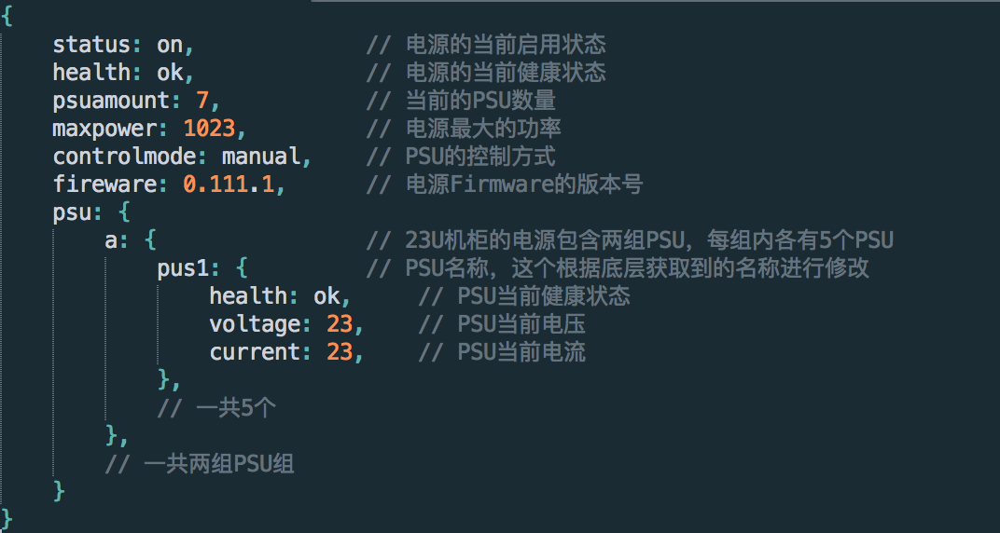 {
    status: on,             // 电源的当前启用状态
    health: ok,             // 电源的当前健康状态
    psuamount: 7,           // 当前的PSU数量
    maxpower: 1023,         // 电源最大的功率
    controlmode: manual,    // PSU的控制方式
    fireware: 0.111.1,      // 电源Firmware的版本号
    psu: {
        a: {                // 23U机柜的电源包含两组PSU，每组内各有5个PSU
            pus1: {         // PSU名称，这个根据底层获取到的名称进行修改
                health: ok,     // PSU当前健康状态
                voltage: 23,    // PSU当前电压
                current: 23,    // PSU当前电流
            },
            // 一共5个
        },
        // 一共两组PSU组
    }
}